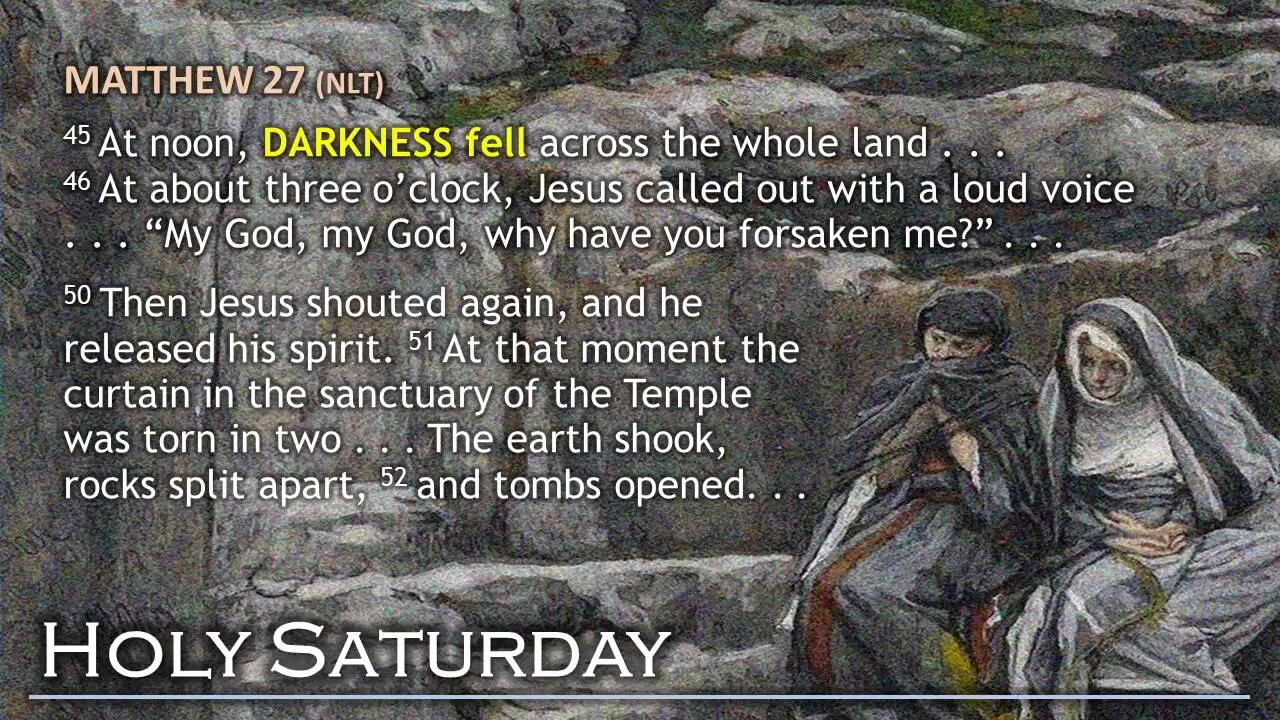 MATTHEW 27 (NLT)
45 At noon, DARKNESS fell across the whole land . . .
46 At about three o’clock, Jesus called out with a loud voice
. . . “My God, my God, why have you forsaken me?” . . .
50 Then Jesus shouted again, and he
released his spirit. 51 At that moment the
curtain in the sanctuary of the Temple
was torn in two . . . The earth shook,
rocks split apart, 52 and tombs opened. . .
HOLY SATURDAY